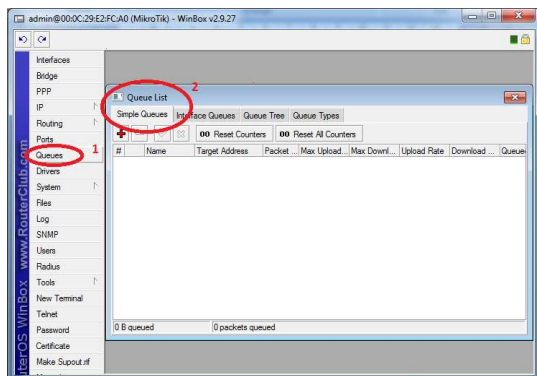 admin@00:0C:29:E2:FC:A0 (MikroTik) - WinBox v2.9.27
Interfaces
Bridge
PPP
IP
Routing
Ports
Queues
1
Drivers
System
Files
Log
SNMP
Users
Radius
Tools
New Terminal
Telnet
Password
Certificate
Make Supout.rif
uterOS WinBox www.RouterClub.com
2
Queue List
Simple Queues Interface Queues Queue Tree Queue Types
00 Reset Counters 00 Reset All Counters
# Name Target Address Packet ... Max Upload... Max Downl... Upload Rate Download ... Queue
0 B queued 0 packets queued